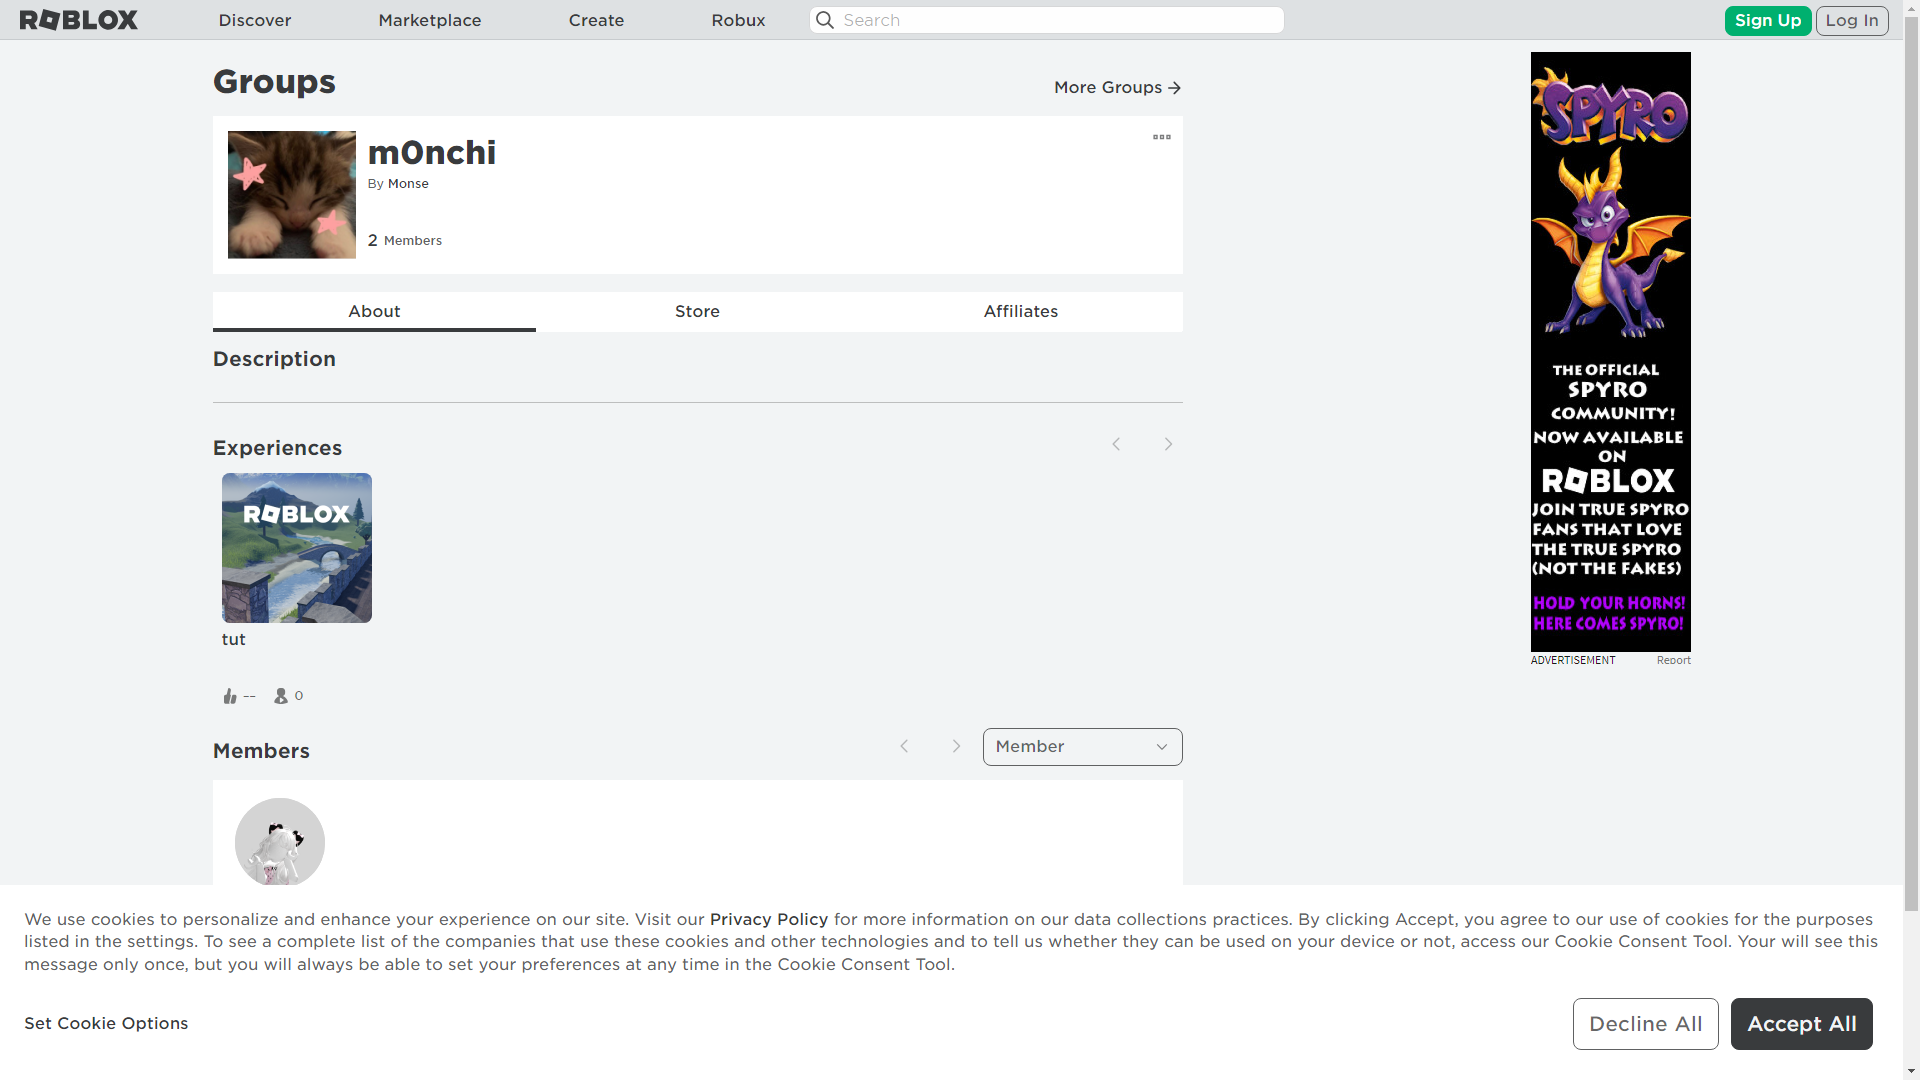 ROBLOX
Discover
Marketplace
Create
Robux
Search
Sign Up
Log In
Groups
More Groups
m0nchi
By Monse
2 Members
About
Store
Affiliates
Description
Experiences
ROBLOX
tut
--
0
Members
Member
SPYRO
THE OFFICIAL
SPYRO
COMMUNITY!
NOW AVAILABLE
ON
ROBLOX
JOIN TRUE SPYRO
FANS THAT LOVE
THE TRUE SPYRO
(NOT THE FAKES)
HOLD YOUR HORNS!
HERE COMES SPYRO!
ADVERTISEMENT
Report
We use cookies to personalize and enhance your experience on our site. Visit our Privacy Policy for more information on our data collections practices. By clicking Accept, you agree to our use of cookies for the purposes
listed in the settings. To see a complete list of the companies that use these cookies and other technologies and to tell us whether they can be used on your device or not, access our Cookie Consent Tool. Your will see this
message only once, but you will always be able to set your preferences at any time in the Cookie Consent Tool.
Set Cookie Options
Decline All
Accept All